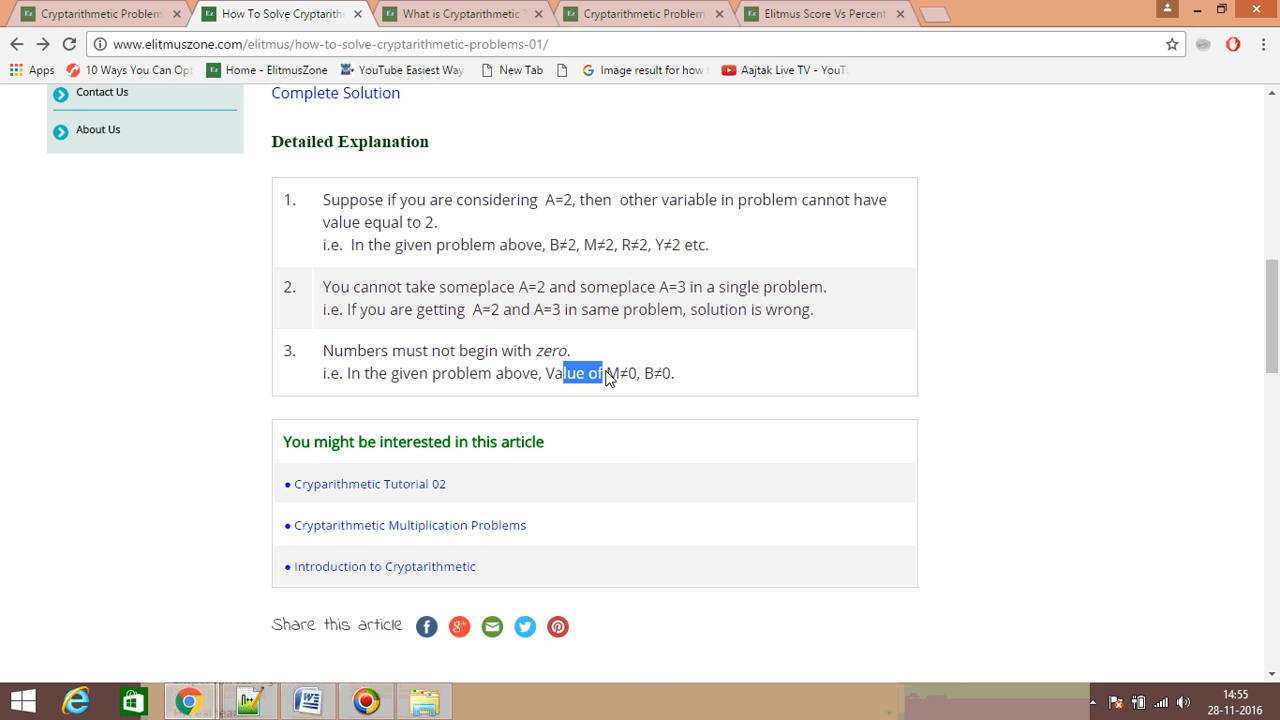 Cryptarithmetic Problem
How To Solve Cryptarith
What is Cryptarithmetic
Cryptarithmetic Problem
Elitmus Score Vs Percent
www.elitmuszone.com/elitmus/how-to-solve-cryptarithmetic-problems-01/
Apps
10 Ways You Can Opt
Home - ElitmusZone
YouTube Easiest Way
New Tab
Image result for how
Aajtak Live TV - YouTu
Contact Us
About Us
Complete Solution
Detailed Explanation
1. Suppose if you are considering A=2, then other variable in problem cannot have
value equal to 2.
i.e. In the given problem above, B≠2, M≠2, R≠2, Y≠2 etc.
2. You cannot take someplace A=2 and someplace A=3 in a single problem.
i.e. If you are getting A=2 and A=3 in same problem, solution is wrong.
3. Numbers must not begin with zero.
i.e. In the given problem above, Value of M≠0, B≠0.
You might be interested in this article
• Cryparithmetic Tutorial 02
• Cryptarithmetic Multiplication Problems
• Introduction to Cryptarithmetic
Share this article
14:55
28-11-2016